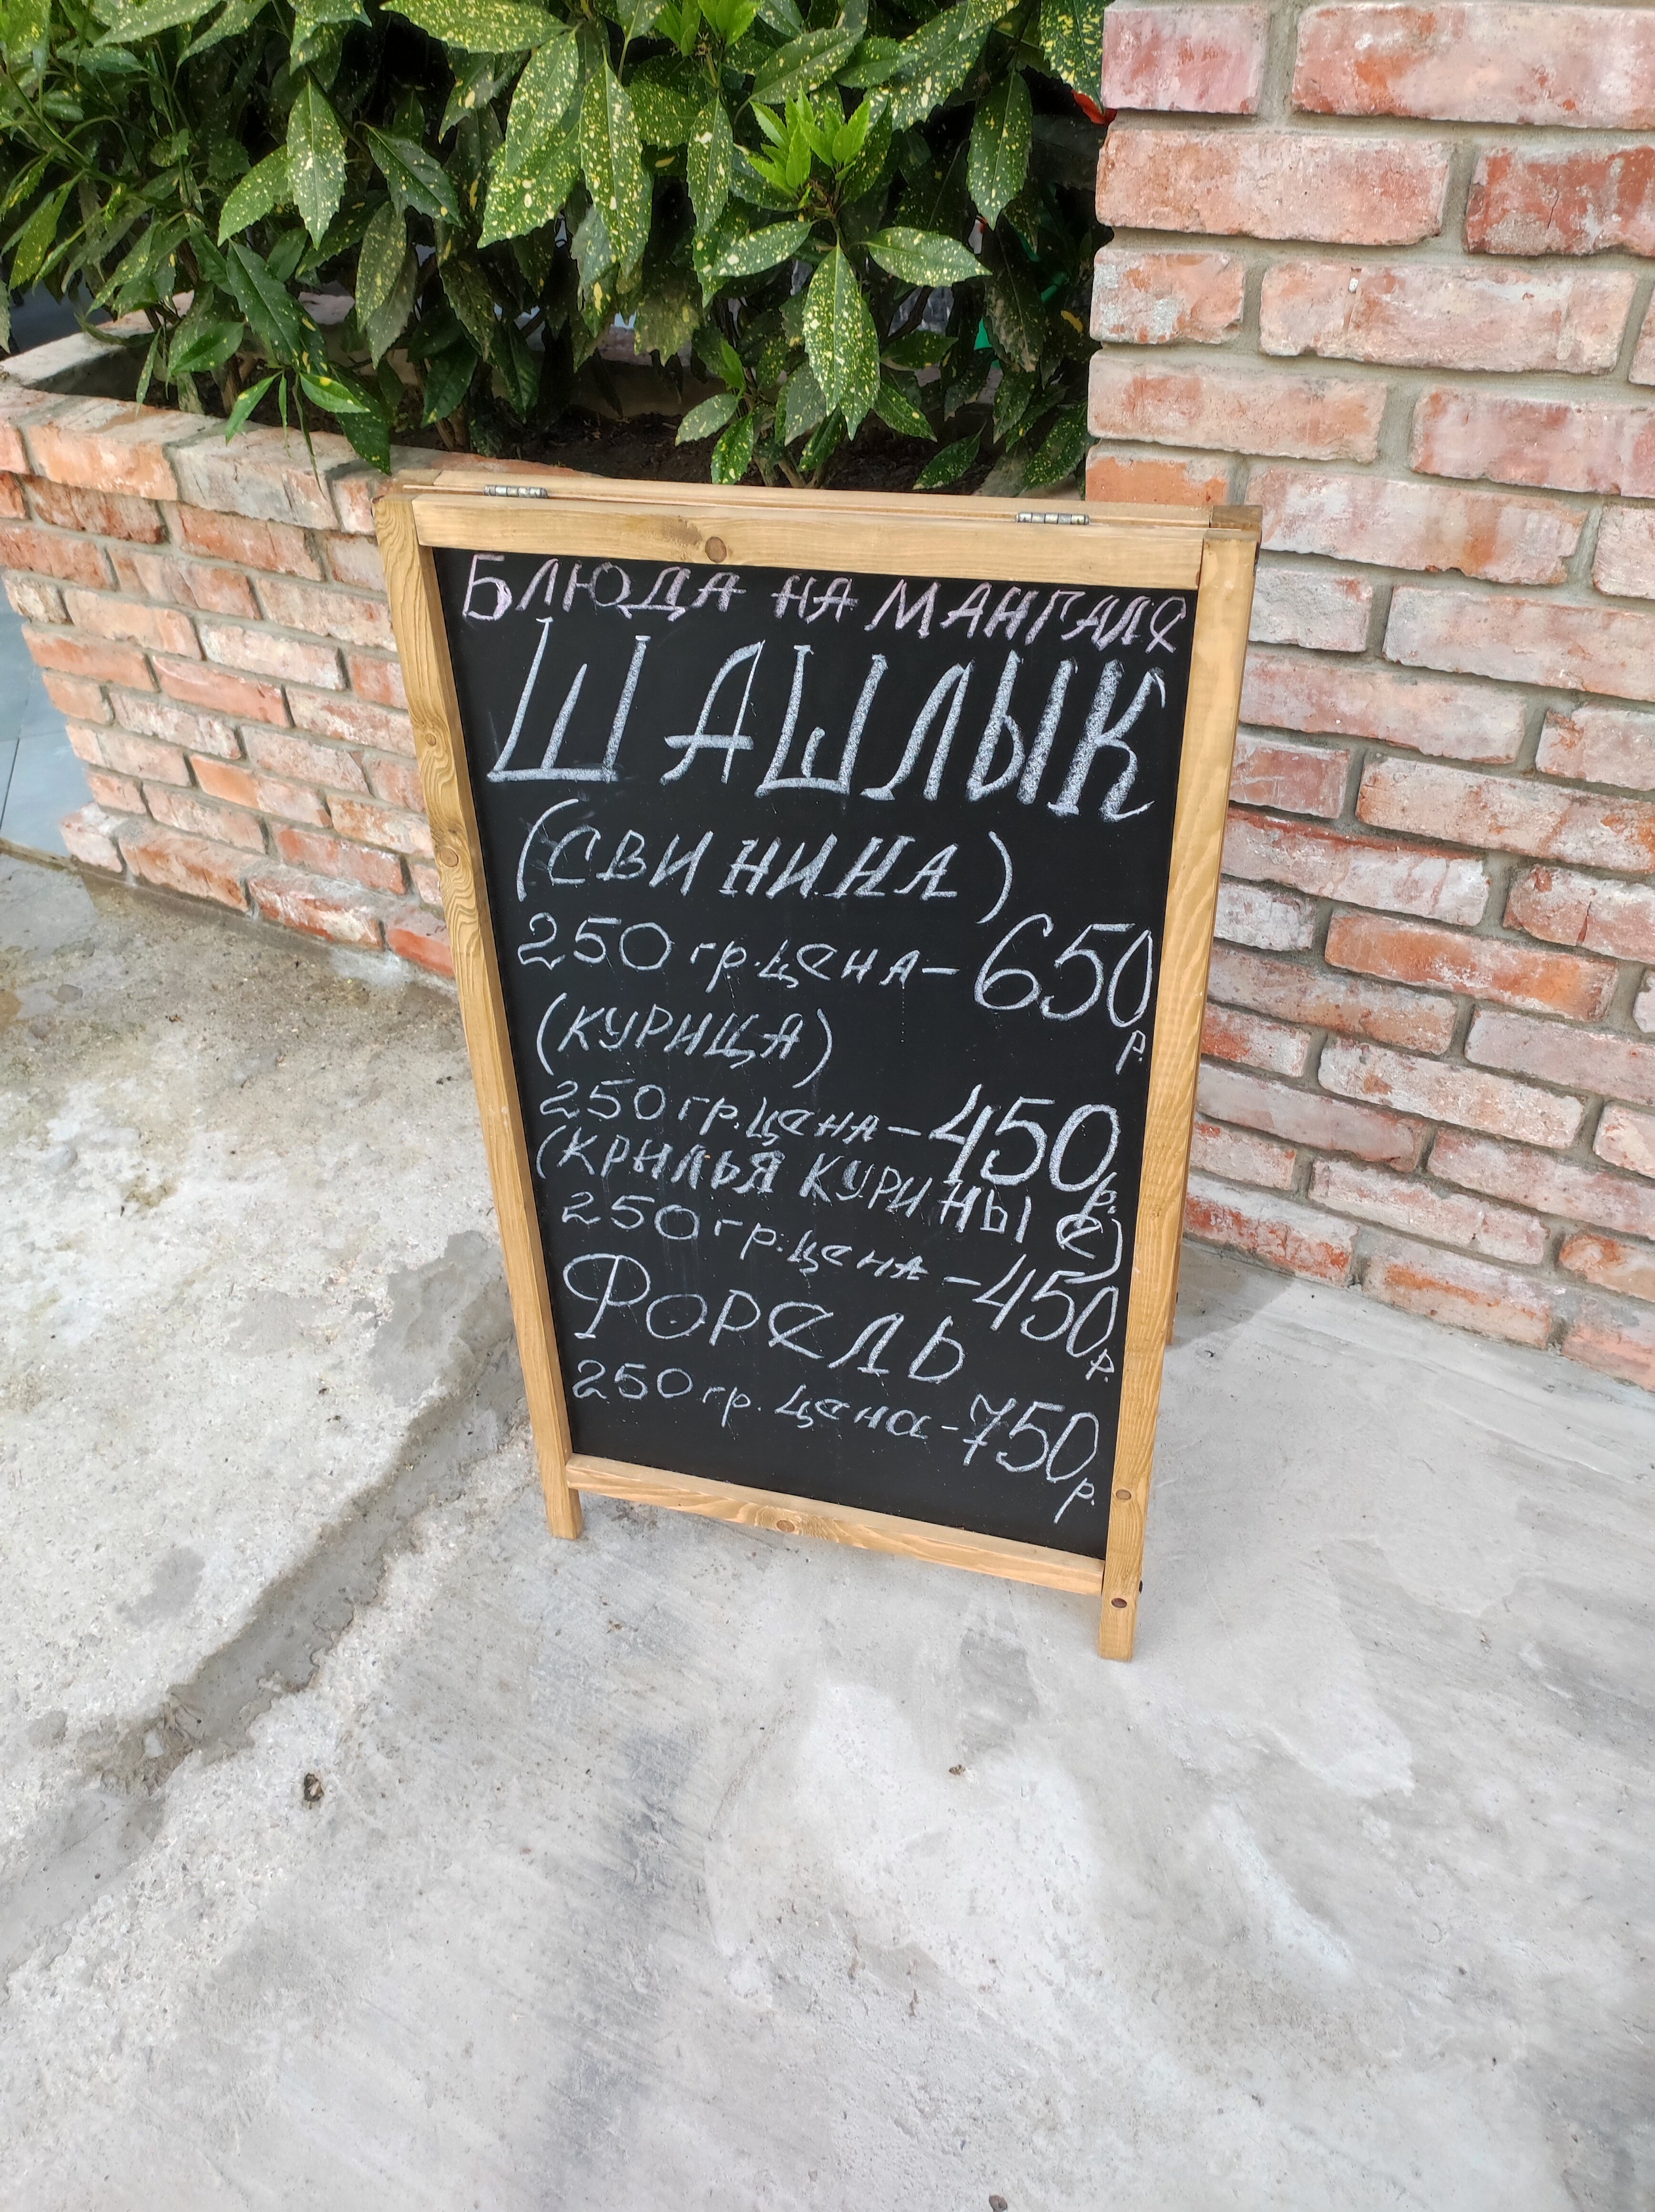 БЛЮДА НА МАНГАЛЕ
ШАШЛЫК
(СВИНИНА)
250 гр. цена - 650 р.
(КУРИЦА)
250 гр. цена - 450 р.
(КРИЛЬЯ КУРИНЫЕ)
250 гр. цена - 450 р.
ФОРЕЛЬ
250 гр. цена - 750 р.